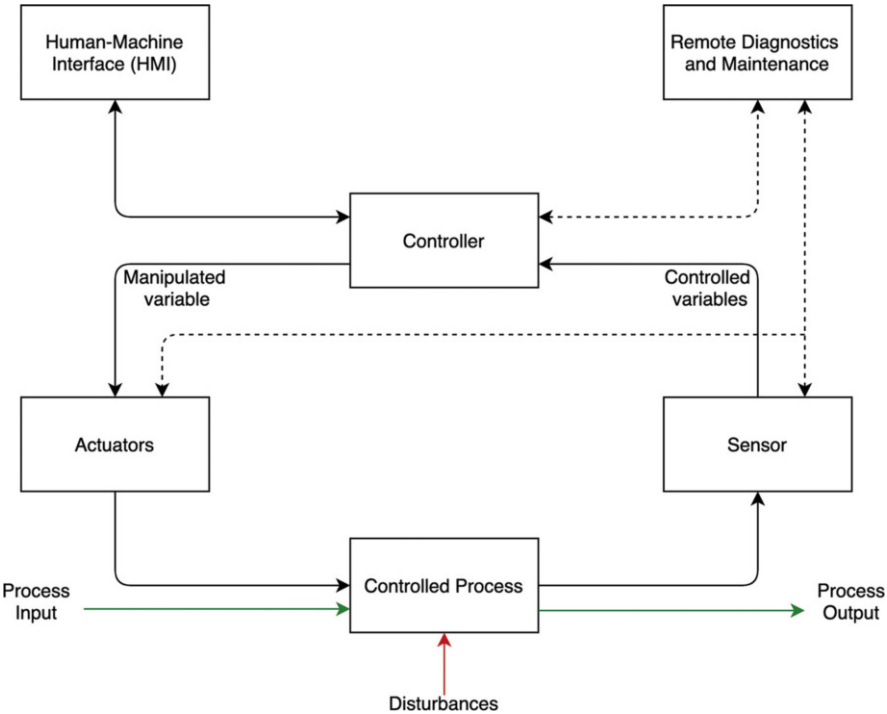 Human-Machine
Interface (HMI)
Remote Diagnostics
and Maintenance
Controller
Manipulated
variable
Controlled
variables
Actuators
Sensor
Controlled Process
Process
Input
Process
Output
Disturbances